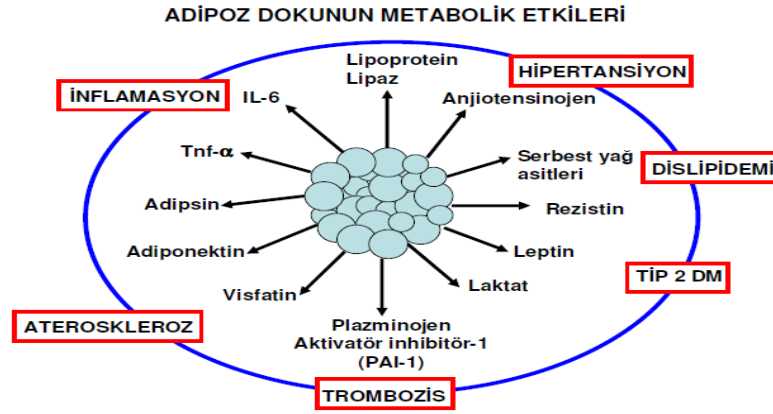 ADİPOZ DOKUNUN METABOLİK ETKİLERİ
Lipoprotein
Lipaz
HİPERTANSİYON
İNFLAMASYON
IL-6
Anjiotensinojen
Tnf-α
Serbest yağ
asitleri
DİSLİPİDEMİ
Adipsin
Rezistin
Adiponektin
Leptin
TİP 2 DM
Visfatin
Laktat
ATEROSKLEROZ
Plazminojen
Aktivatör inhibitör-1
(PAI-1)
TROMBOZİS